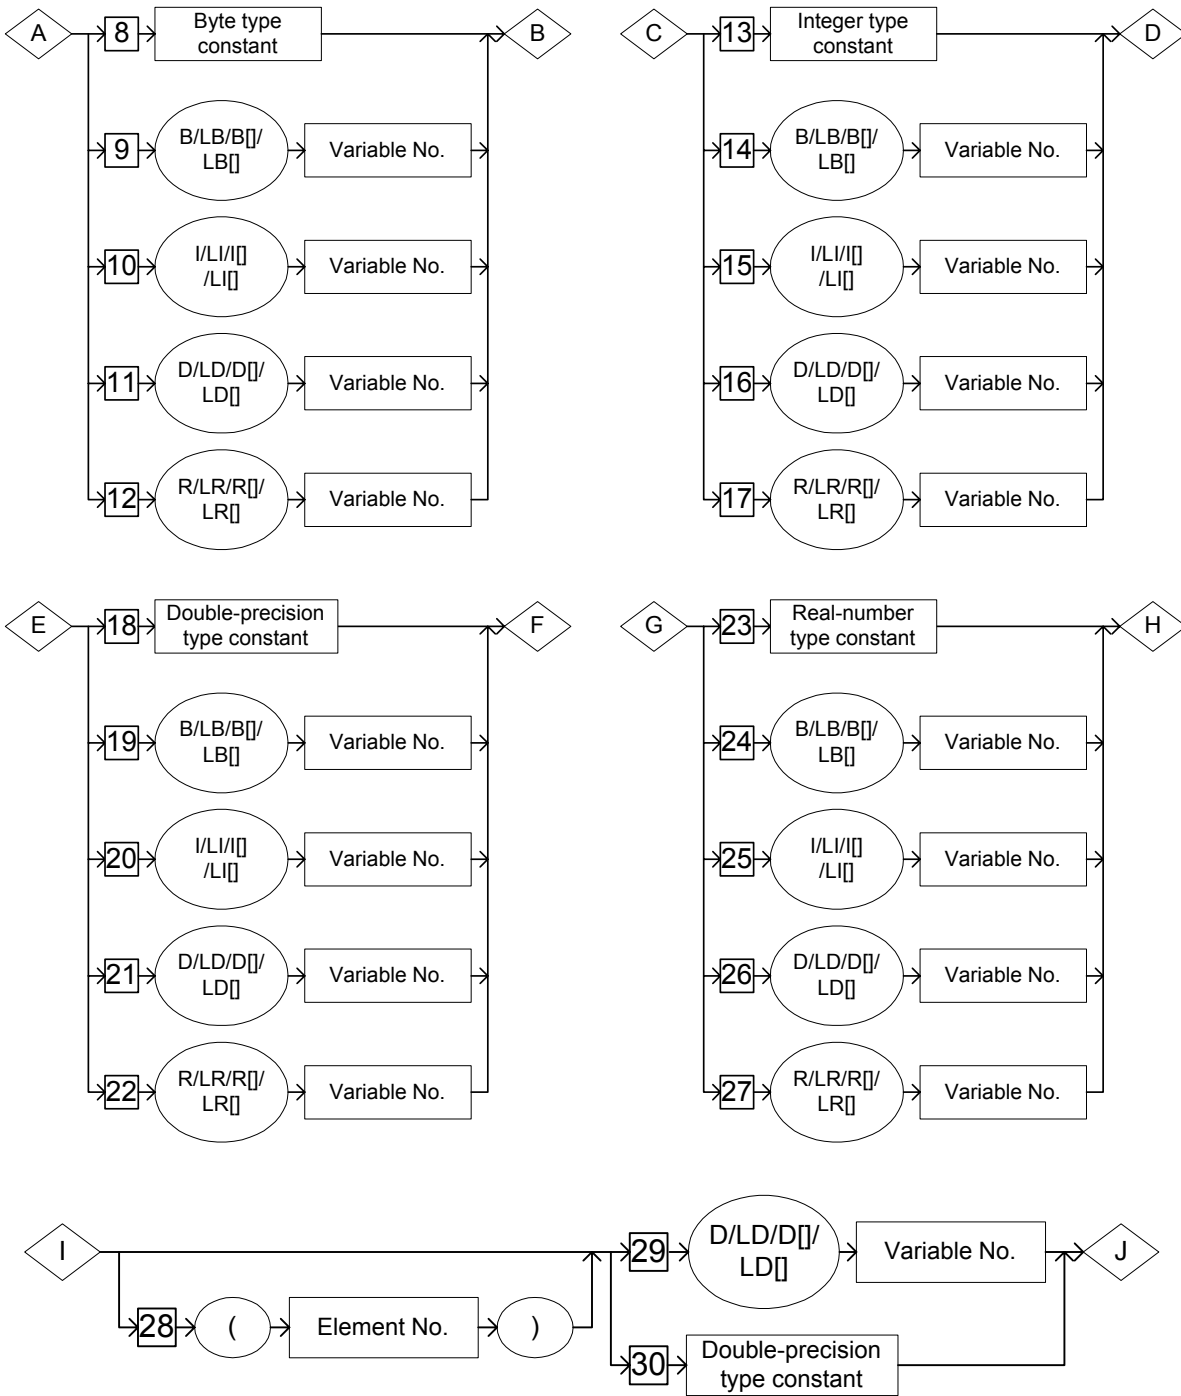 A
8
Byte type
constant
B
9
B/LB/B[]/
LB[]
Variable No.
10
I/LI/I[]
/LI[]
Variable No.
11
D/LD/D[]/
LD[]
Variable No.
12
R/LR/R[]/
LR[]
Variable No.
C
13
Integer type
constant
D
14
B/LB/B[]/
LB[]
Variable No.
15
I/LI/I[]
/LI[]
Variable No.
16
D/LD/D[]/
LD[]
Variable No.
17
R/LR/R[]/
LR[]
Variable No.
E
18
Double-precision
type constant
F
19
B/LB/B[]/
LB[]
Variable No.
20
I/LI/I[]
/LI[]
Variable No.
21
D/LD/D[]/
LD[]
Variable No.
22
R/LR/R[]/
LR[]
Variable No.
G
23
Real-number
type constant
H
24
B/LB/B[]/
LB[]
Variable No.
25
I/LI/I[]
/LI[]
Variable No.
26
D/LD/D[]/
LD[]
Variable No.
27
R/LR/R[]/
LR[]
Variable No.
I
28
(
Element No.
)
29
D/LD/D[]/
LD[]
Variable No.
J
30
Double-precision
type constant